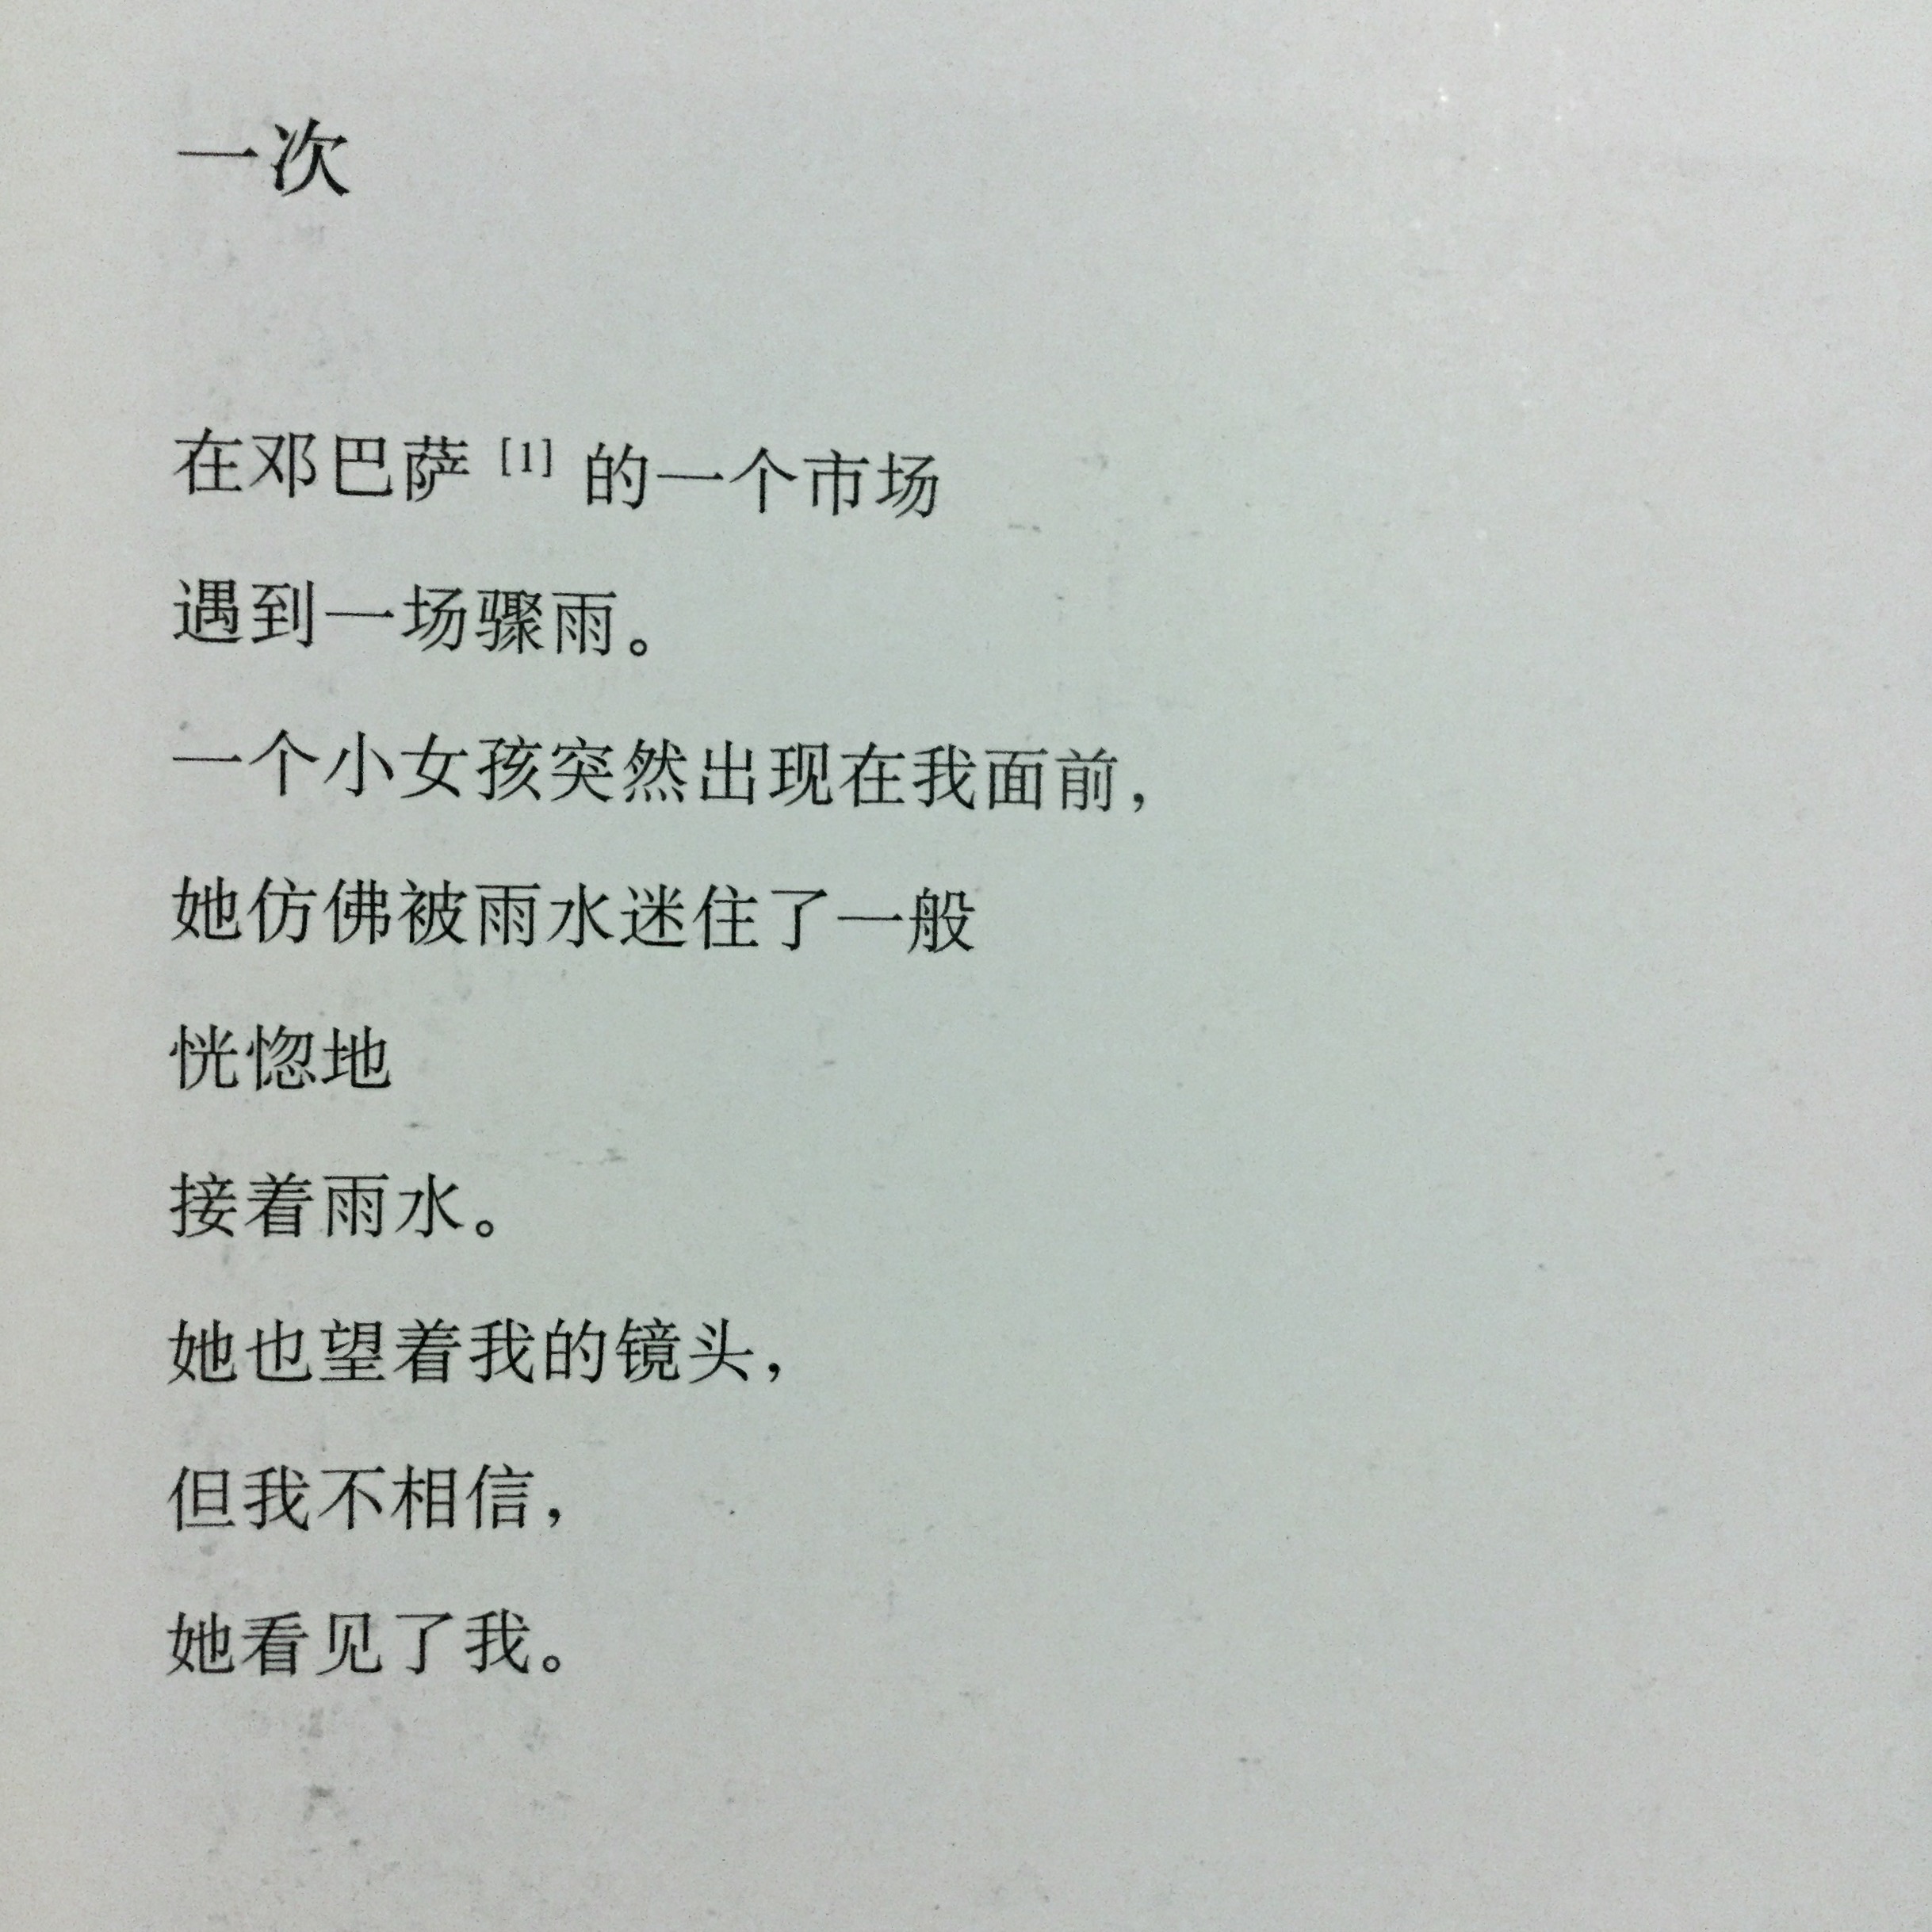 一次
在邓巴萨[1]的一个市场
遇到一场骤雨。
一个小女孩突然出现在我面前，
她仿佛被雨水迷住了一般
恍惚地
接着雨水。
她也望着我的镜头，
但我不相信，
她看见了我。